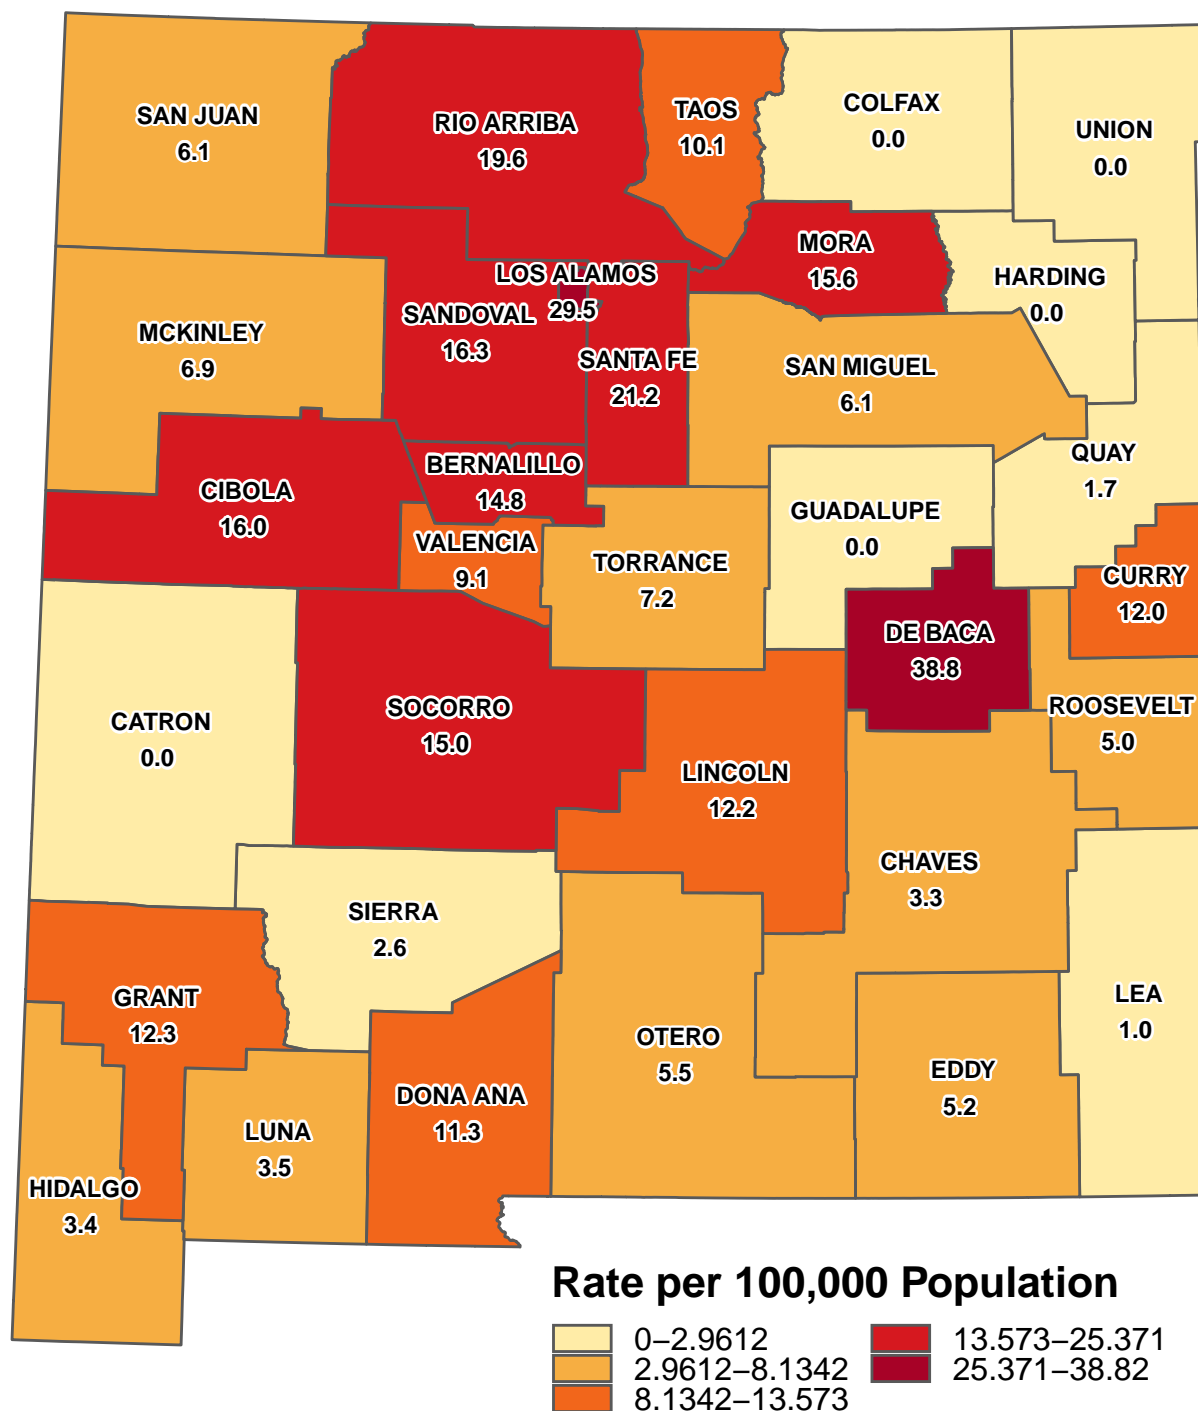 SAN JUAN
6.1
RIO ARRIBA
19.6
TAOS
10.1
COLFAX
0.0
UNION
0.0
MORA
15.6
HARDING
0.0
LOS ALAMOS
29.5
SANDOVAL
16.3
MCKINLEY
6.9
SANTA FE
21.2
SAN MIGUEL
6.1
BERNALILLO
14.8
CIBOLA
16.0
QUAY
1.7
GUADALUPE
0.0
VALENCIA
9.1
TORRANCE
7.2
CURRY
12.0
DE BACA
38.8
CATRON
0.0
SOCORRO
15.0
ROOSEVELT
5.0
LINCOLN
12.2
CHAVES
3.3
SIERRA
2.6
GRANT
12.3
LEA
1.0
OTERO
5.5
EDDY
5.2
DONA ANA
11.3
LUNA
3.5
HIDALGO
3.4
Rate per 100,000 Population
0–2.9612
2.9612–8.1342
8.1342–13.573
13.573–25.371
25.371–38.82